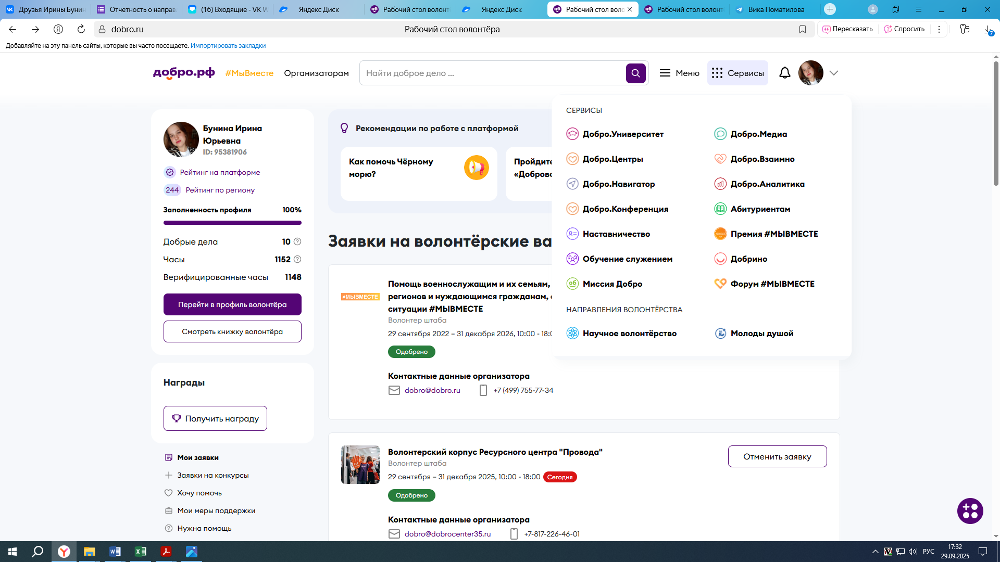 Друзья Ирины Бунин
Отчетность о направ
(16) Входящие - VK W
Яндекс Диск
Рабочий стол волонт
Яндекс Диск
Рабочий стол воло
Рабочий стол волонт
Вика Поматилова
dobro.ru
Рабочий стол волонтёра
Пересказать
Спросить
7
Добавляйте на эту панель сайты, которые вы часто посещаете. Импортировать закладки
добро.рф
#МыВместе
Организаторам
Найти доброе дело ...
Меню
Сервисы
Бунина Ирина
Юрьевна
ID: 95381906
Рейтинг на платформе
244 Рейтинг по региону
Заполненность профиля 100%
Добрые дела 10
Часы 1152
Верифицированные часы 1148
Перейти в профиль волонтёра
Смотреть книжку волонтёра
Награды
Получить награду
Мои заявки
Заявки на конкурсы
Хочу помочь
Мои меры поддержки
Нужна помощь
Рекомендации по работе с платформой
Как помочь Чёрному
морю?
Пройдите
Заявки на волонтёрские ва
#МЫВМЕСТЕ
Помощь военнослужащим и их семьям,
регионов и нуждающимся гражданам,
ситуации #МЫВМЕСТЕ
Волонтер штаба
29 сентября 2022 – 31 декабря 2026, 10:00 - 18:0
Одобрено
Контактные данные организатора
dobro@dobro.ru
+7 (499) 755-77-34
Волонтерский корпус Ресурсного центра "Провода"
Волонтер штаба
29 сентября – 31 декабря 2025, 10:00 - 18:00 Сегодня
Одобрено
Контактные данные организатора
dobro@dobrocenter35.ru
+7-817-226-46-01
Отменить заявку
СЕРВИСЫ
Добро.Университет
Добро.Медиа
Добро.Центры
Добро.Взаимно
Добро.Навигатор
Добро.Аналитика
Добро.Конференция
Абитуриентам
Наставничество
Премия #МЫВМЕСТЕ
Обучение служением
Добрино
Миссия Добро
Форум #МЫВМЕСТЕ
НАПРАВЛЕНИЯ ВОЛОНТЁРСТВА
Научное волонтёрство
Молоды душой
РУС
17:32
29.09.2025